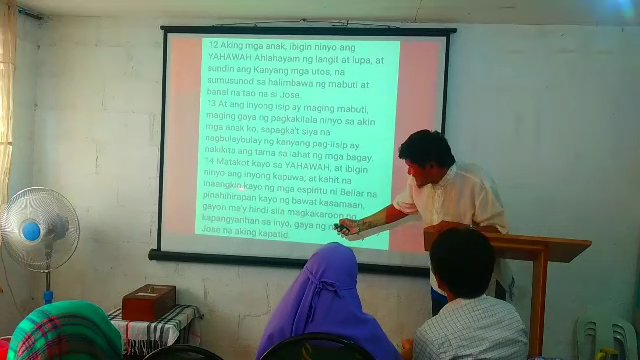 12 Aking mga anak, ibigin ninyo ang
YAHAWAH Ahlahayam ng langit at lupa, at
sundin ang Kanyang mga utos, na
sumusunod sa halimbawa ng mabuti at
banal na tao na si Jose.
13 At ang inyong isip ay maging mabuti,
maging gaya ng pagkakilala ninyo sa akin
mga anak ko, sapagka't siya na
nagbulaybulay ng kanyang pag-iisip ay
nakikita ang tama sa lahat ng mga bagay.
14 Matakot kayo sa YAHAWAH, at ibigin
ninyo ang inyong kapuwa; at kahit na
inaangkin kayo ng mga espiritu ni Beliar na
pinahihirapan kayo ng bawat kasamaan,
gayon ma'y hindi sila magkakaroon ng
kapangyarihan sa inyo, gaya ng
Jose na aking kapatid.